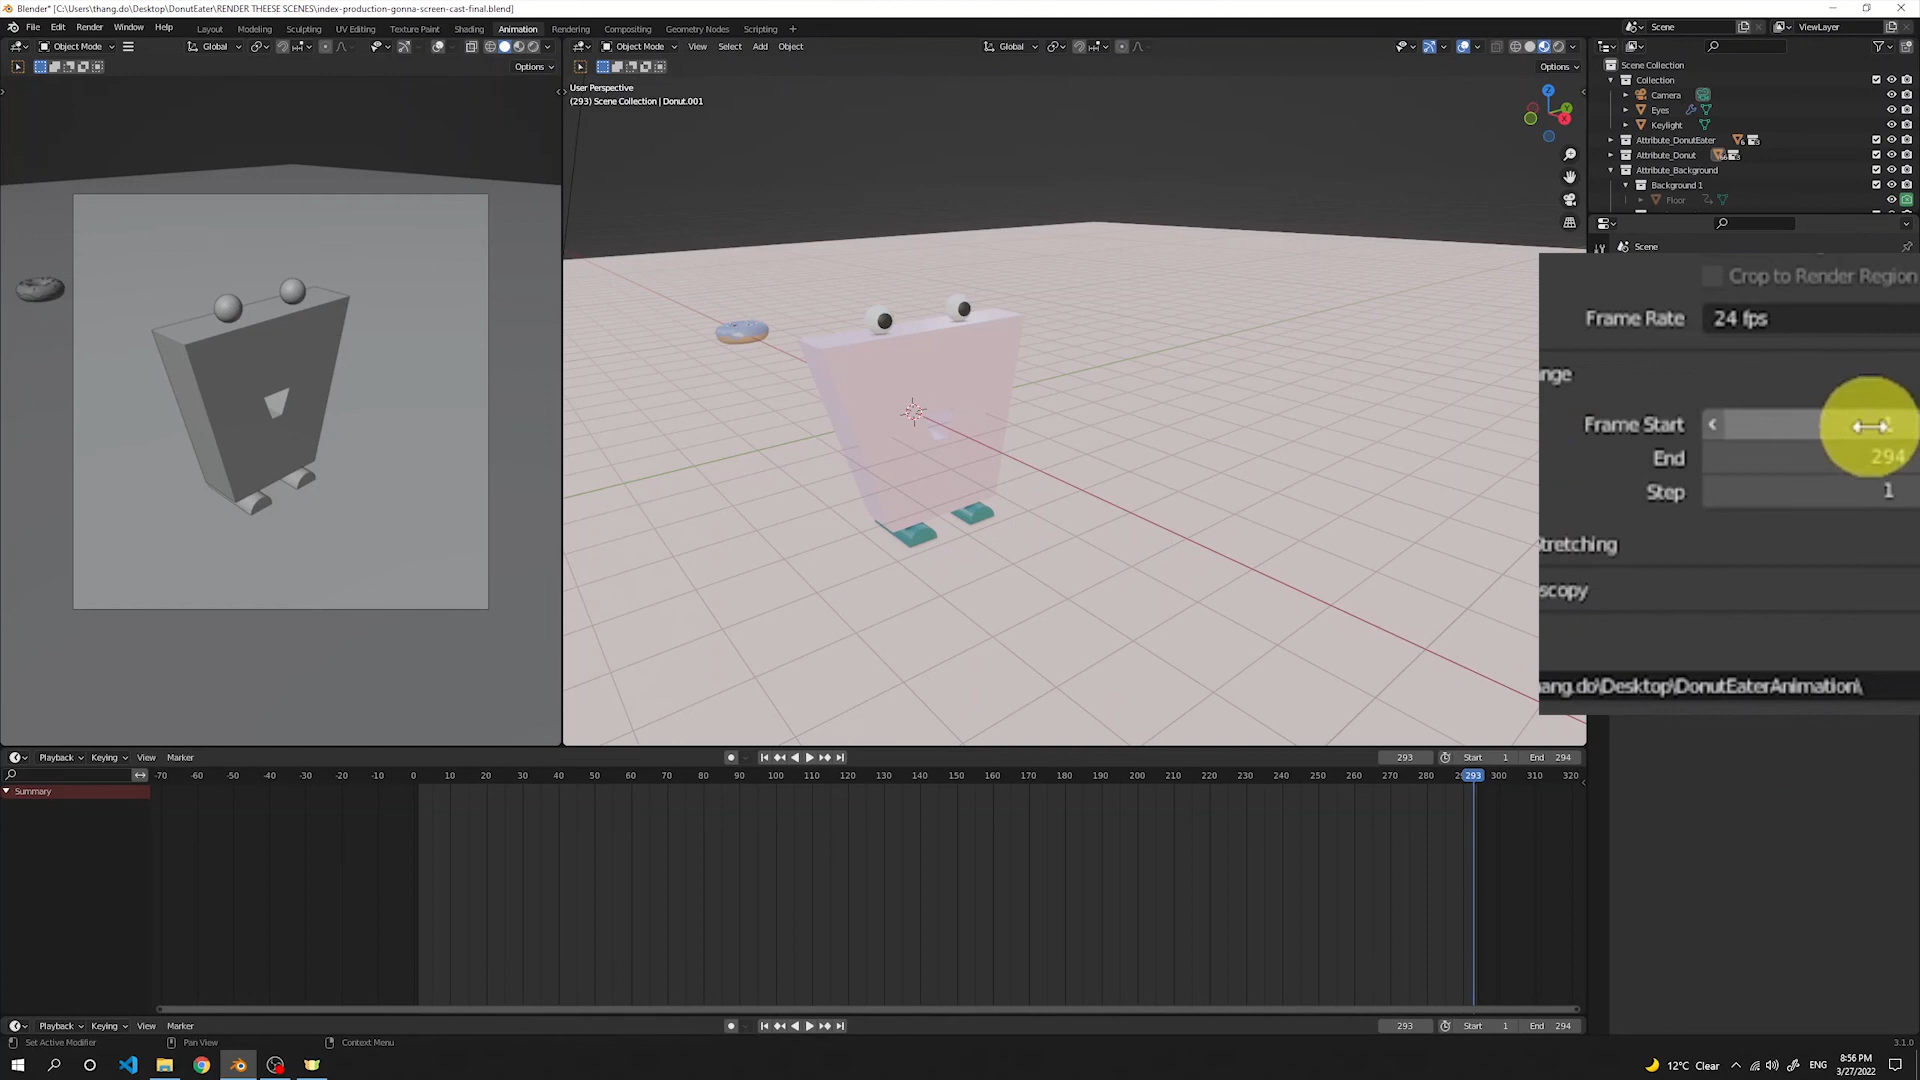 Blender* [C:\Users\thang.do\Desktop\DonutEater\RENDER THEESE SCENES\index-production-gonna-screen-cast-final.blend]
File Edit Render Window Help
Layout Modeling Sculpting UV Editing Texture Paint Shading Animation Rendering Compositing Geometry Nodes Scripting +
Scene
ViewLayer
Object Mode
Global
Object Mode View Select Add Object
Global
Options
Options
User Perspective
(293) Scene Collection | Donut.001
Z
Y
X
Scene Collection
Collection
Camera
Eyes
Keylight
Attribute_DonutEater
Attribute_Donut
Attribute_Background
Background 1
Floor
Scene
Crop to Render Region
Frame Rate 24 fps
nge
Frame Start 1
End 294
Step 1
Stretching
scopy
ang.do\Desktop\DonutEaterAnimation\
Playback Keying View Marker
293 Start 1 End 294
-70 -60 -50 -40 -30 -20 -10 0 10 20 30 40 50 60 70 80 90 100 110 120 130 140 150 160 170 180 190 200 210 220 230 240 250 260 270 280 293 300 310 320
Summary
Playback Keying View Marker
293 Start 1 End 294
Set Active Modifier
Pan View
Context Menu
3.1.0
12°C Clear
ENG
8:56 PM
3/27/2022